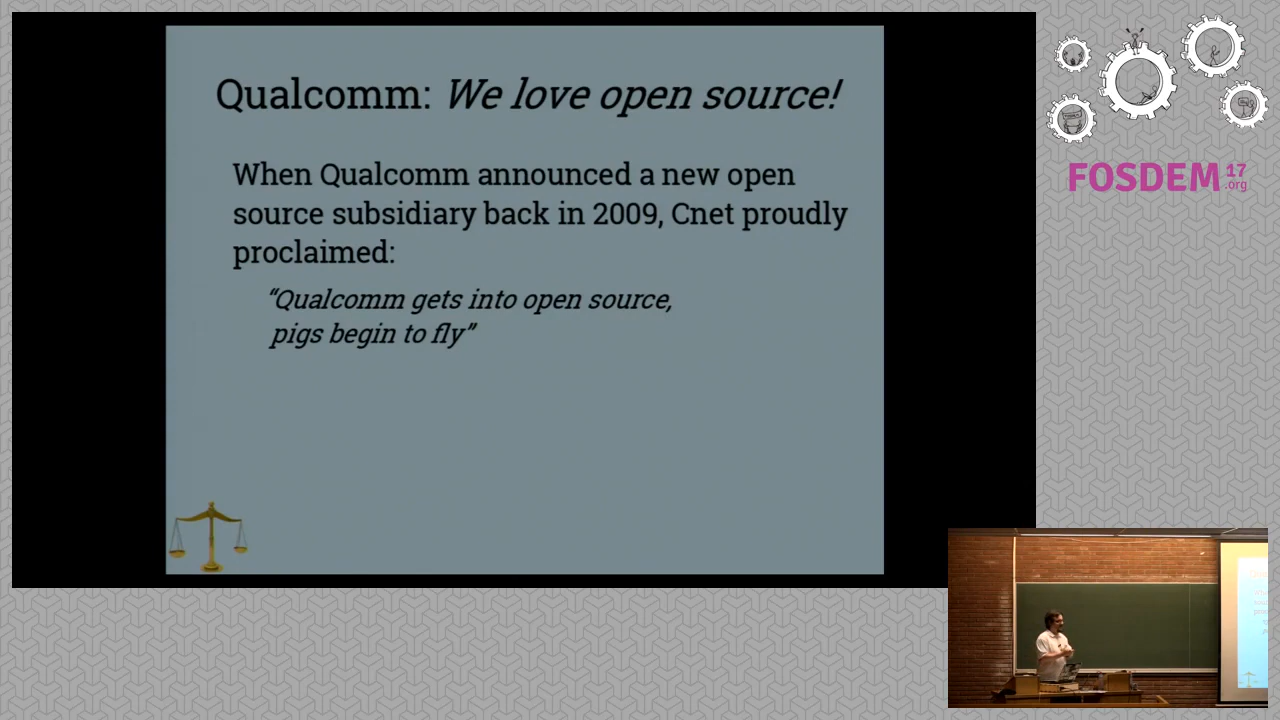 Qualcomm: We love open source!
When Qualcomm announced a new open
source subsidiary back in 2009, Cnet proudly
proclaimed:
“Qualcomm gets into open source,
pigs begin to fly”
FOSDEM 17
.org